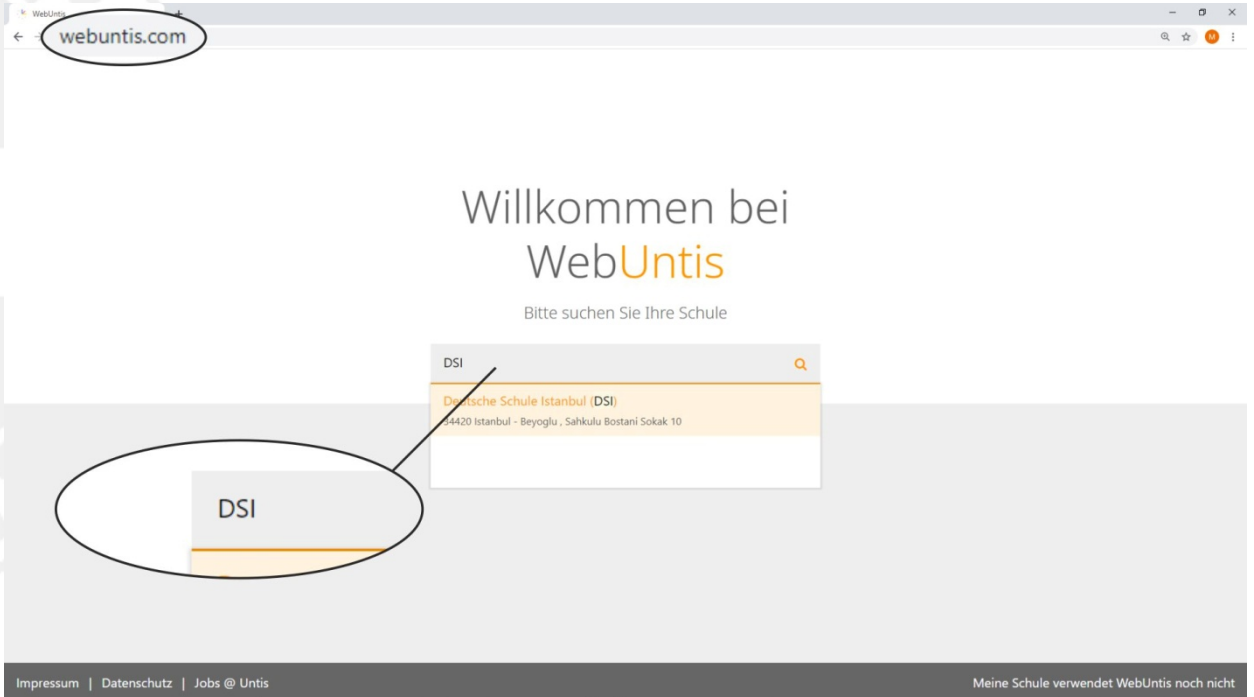 WebUntis
webuntis.com
M
Willkommen bei
WebUntis
Bitte suchen Sie Ihre Schule
DSI
Deutsche Schule Istanbul (DSI)
34420 Istanbul - Beyoglu , Sahkulu Bostani Sokak 10
DSI
Impressum | Datenschutz | Jobs @ Untis
Meine Schule verwendet WebUntis noch nicht